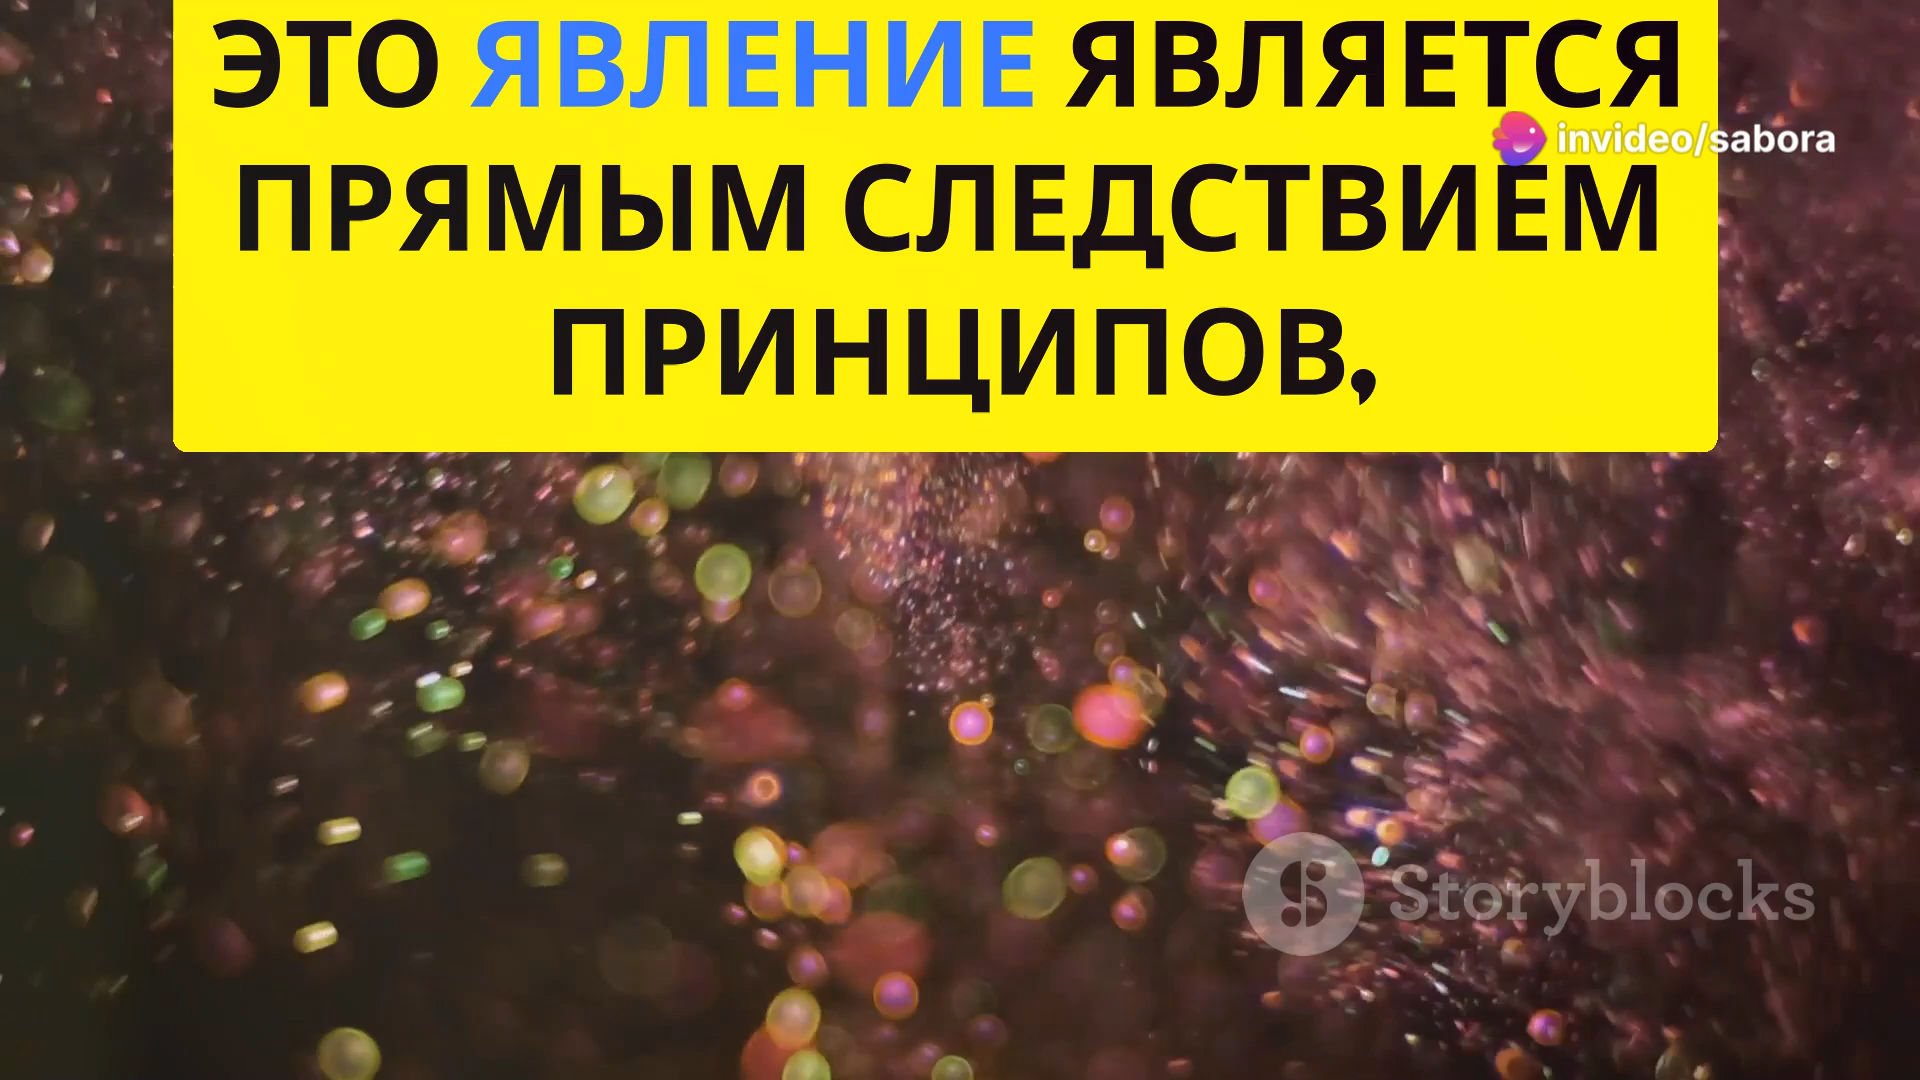 ЭТО ЯВЛЕНИЕ ЯВЛЯЕТСЯ
invideo/sabora
ПРЯМЫМ СЛЕДСТВИЕМ
ПРИНЦИПОВ,
Storyblocks